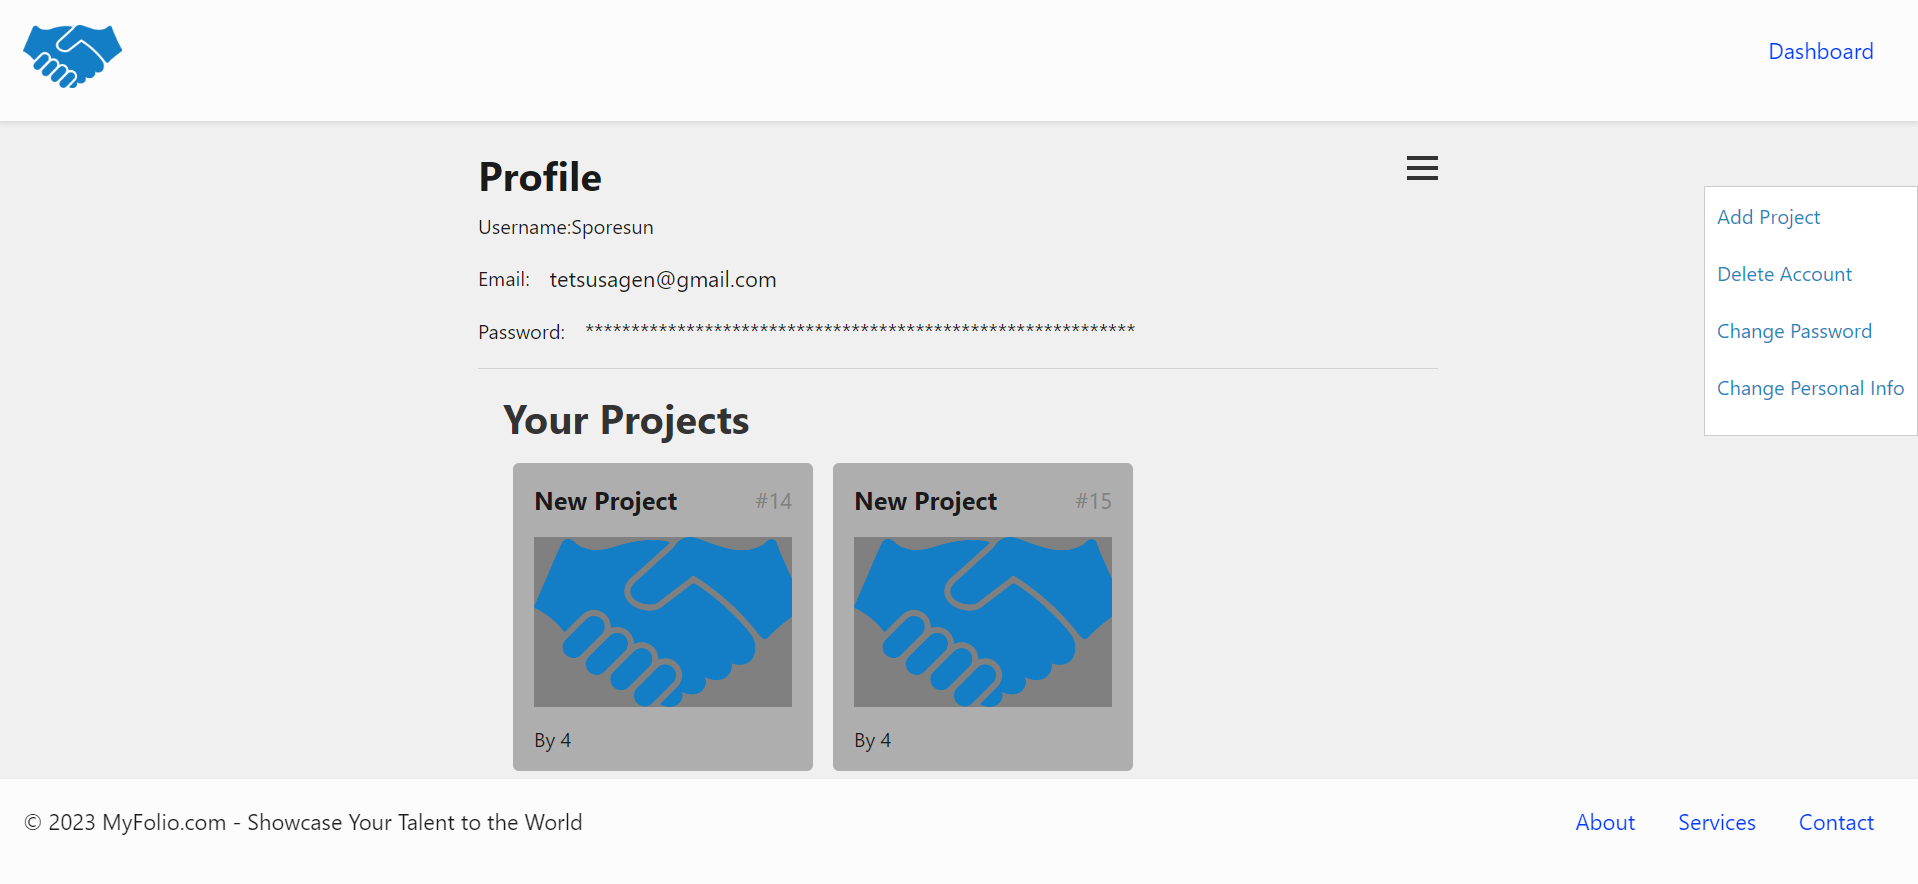 Dashboard
Profile
Username:Sporesun
Email: tetsusagen@gmail.com
Password: ************************************************************
Add Project
Delete Account
Change Password
Change Personal Info
Your Projects
New Project #14
By 4
New Project #15
By 4
© 2023 MyFolio.com - Showcase Your Talent to the World
About Services Contact